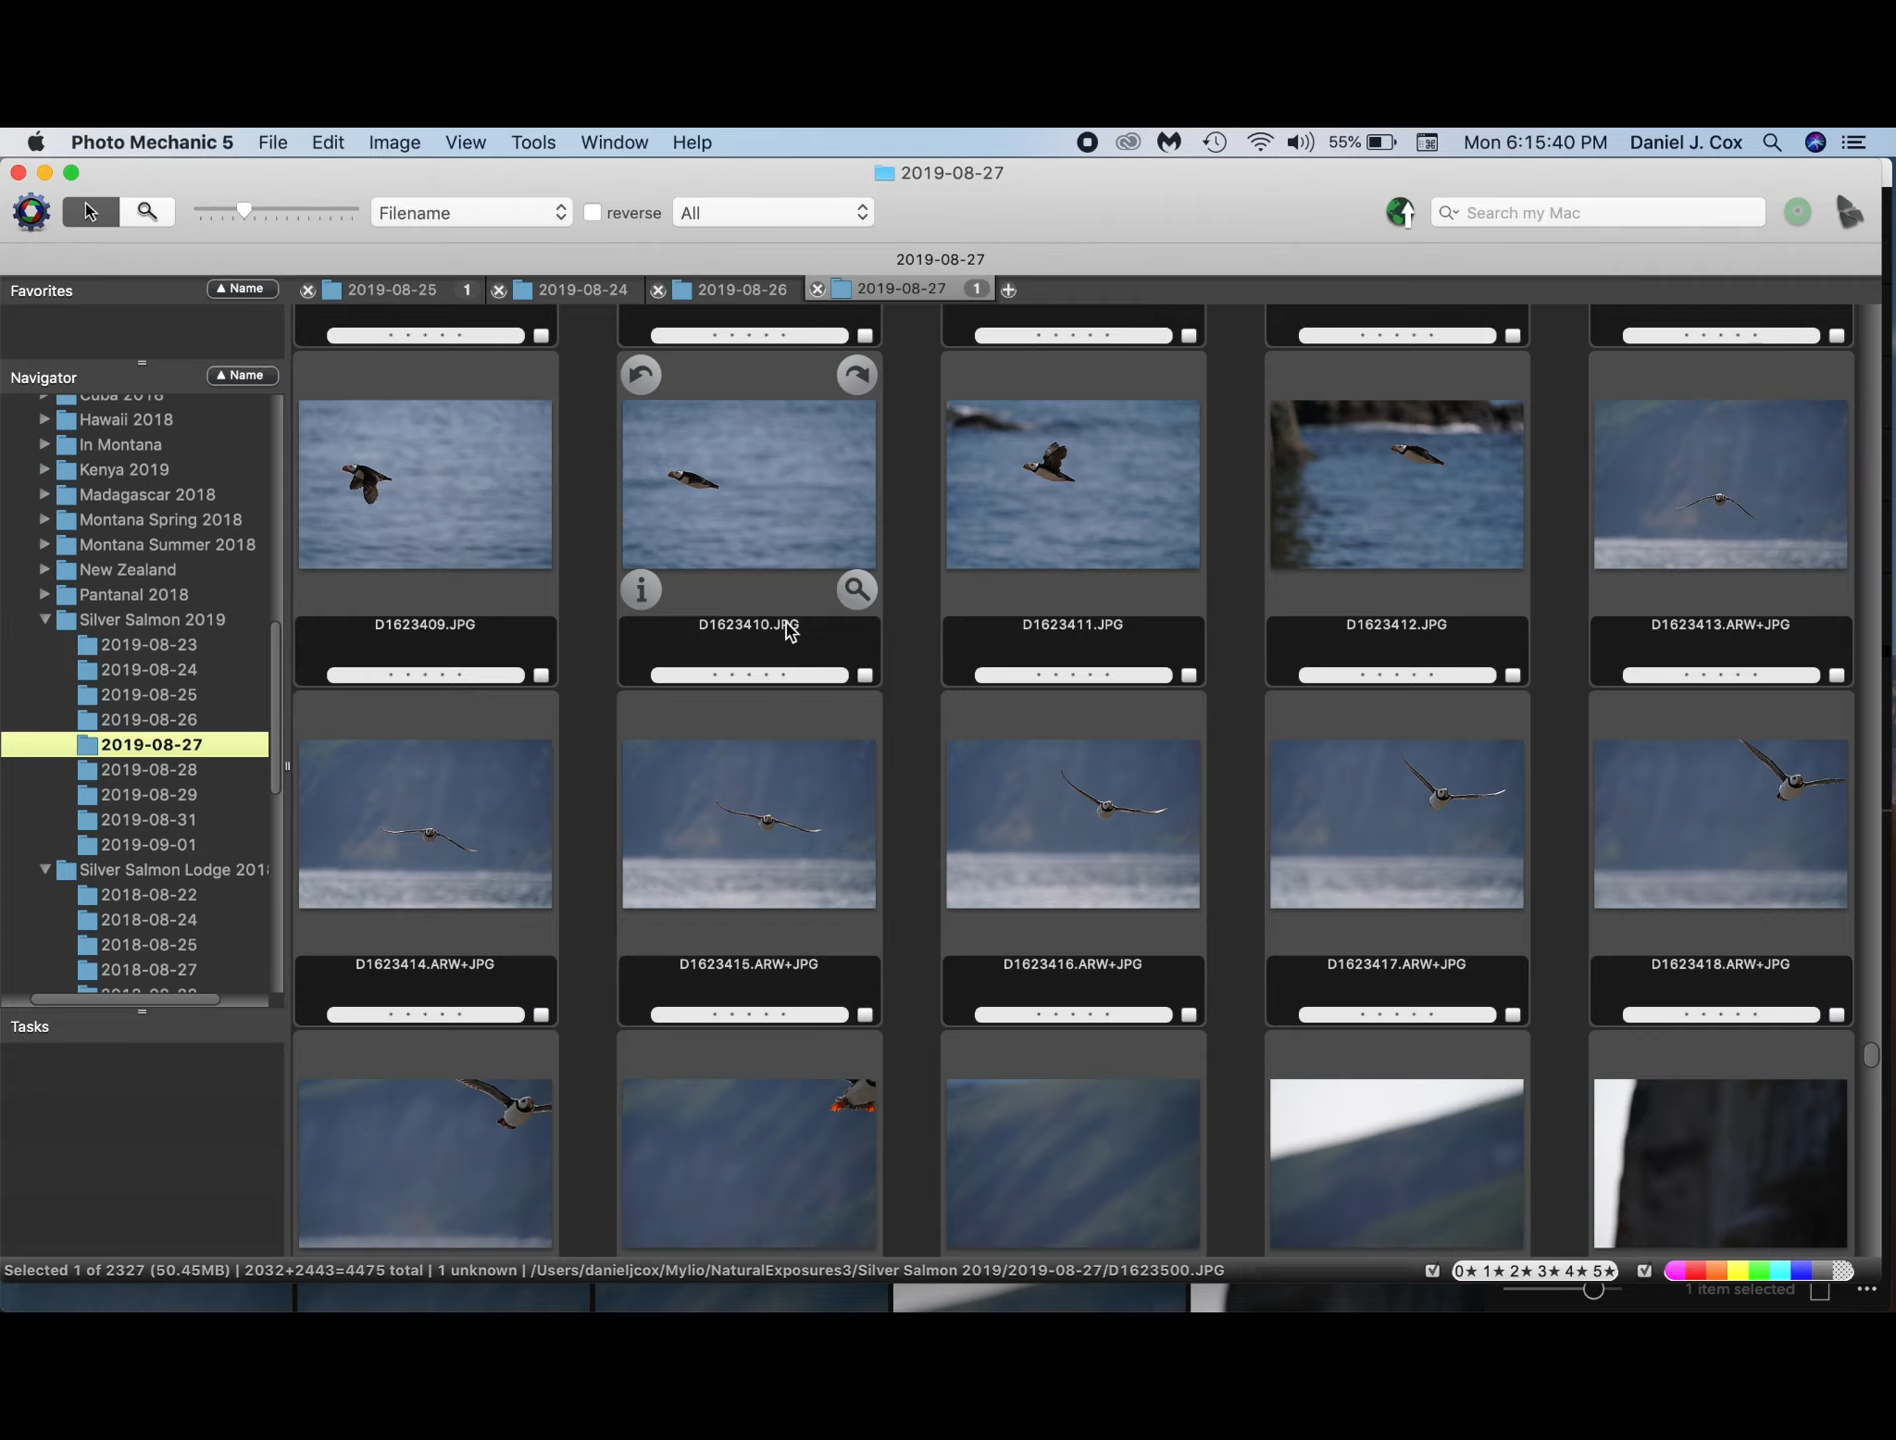 Photo Mechanic 5 File Edit Image View Tools Window Help 55% Mon 6:15:40 PM Daniel J. Cox
2019-08-27
Filename reverse All Search my Mac
2019-08-27
Favorites ▲ Name 2019-08-25 1 2019-08-24 2019-08-26 2019-08-27 1
Navigator ▲ Name
Cuba 2018
Hawaii 2018
In Montana
Kenya 2019
Madagascar 2018
Montana Spring 2018
Montana Summer 2018
New Zealand
Pantanal 2018
Silver Salmon 2019
2019-08-23
2019-08-24
2019-08-25
2019-08-26
2019-08-27
2019-08-28
2019-08-29
2019-08-31
2019-09-01
Silver Salmon Lodge 2018
2018-08-22
2018-08-24
2018-08-25
2018-08-27
Tasks
D1623409.JPG D1623410.JPG D1623411.JPG D1623412.JPG D1623413.ARW+JPG
D1623414.ARW+JPG D1623415.ARW+JPG D1623416.ARW+JPG D1623417.ARW+JPG D1623418.ARW+JPG
Selected 1 of 2327 (50.45MB) | 2032+2443=4475 total | 1 unknown | /Users/danieljcox/Mylio/NaturalExposures3/Silver Salmon 2019/2019-08-27/D1623500.JPG 0★ 1★ 2★ 3★ 4★ 5★
1 item selected